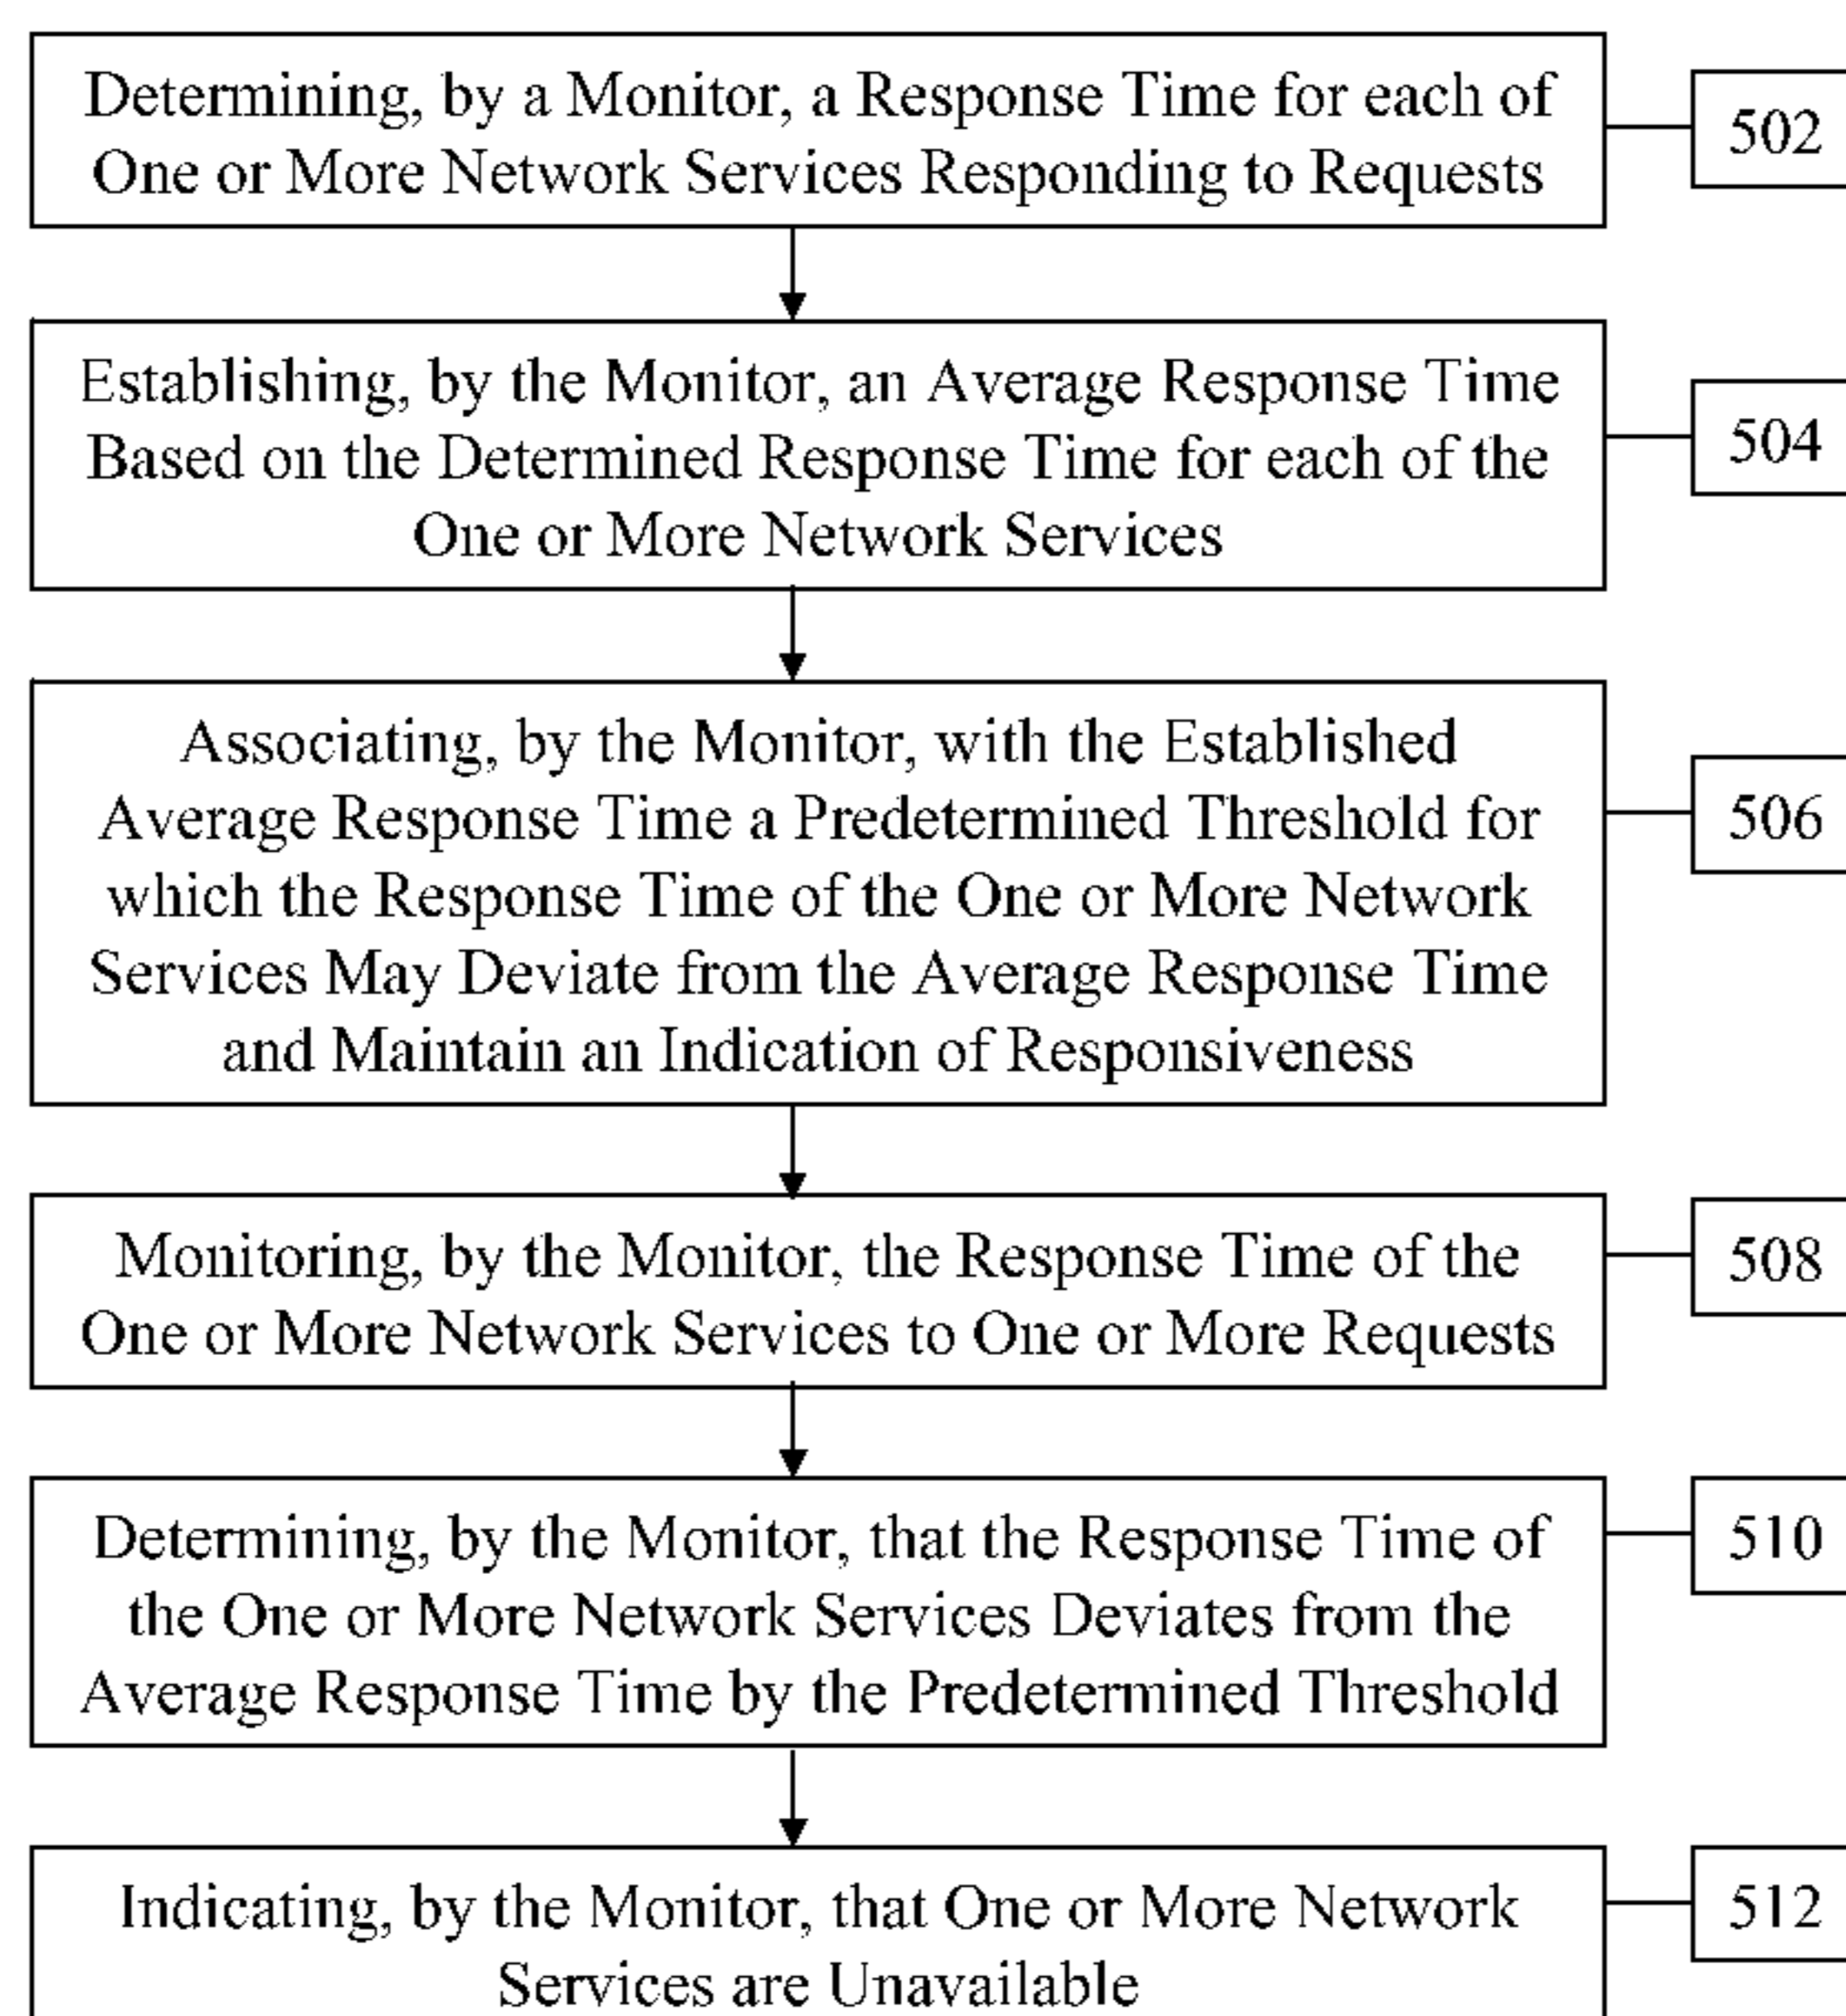 Determining, by a Monitor, a Response Time for each of
One or More Network Services Responding to Requests
502
Establishing, by the Monitor, an Average Response Time
Based on the Determined Response Time for each of the
One or More Network Services
504
Associating, by the Monitor, with the Established
Average Response Time a Predetermined Threshold for
which the Response Time of the One or More Network
Services May Deviate from the Average Response Time
and Maintain an Indication of Responsiveness
506
Monitoring, by the Monitor, the Response Time of the
One or More Network Services to One or More Requests
508
Determining, by the Monitor, that the Response Time of
the One or More Network Services Deviates from the
Average Response Time by the Predetermined Threshold
510
Indicating, by the Monitor, that One or More Network
Services are Unavailable
512